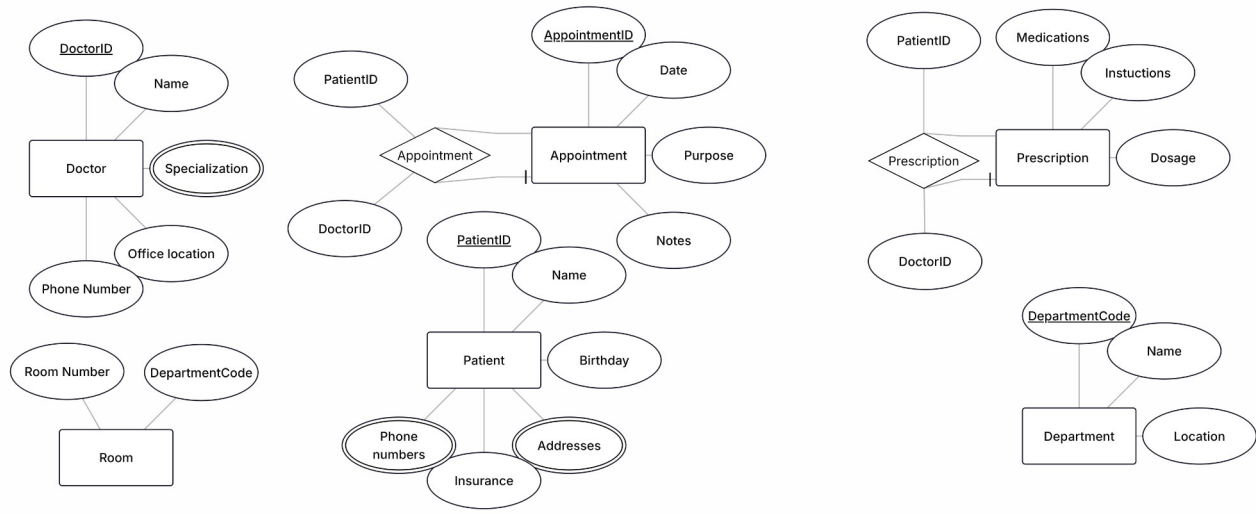 DoctorID
Name
Doctor
Specialization
Office location
Phone Number
Room Number
DepartmentCode
Room
AppointmentID
PatientID
Date
Appointment
Appointment
Purpose
DoctorID
Notes
PatientID
Name
Patient
Birthday
Phone
numbers
Addresses
Insurance
PatientID
Medications
Instuctions
Prescription
Prescription
Dosage
DoctorID
DepartmentCode
Name
Department
Location